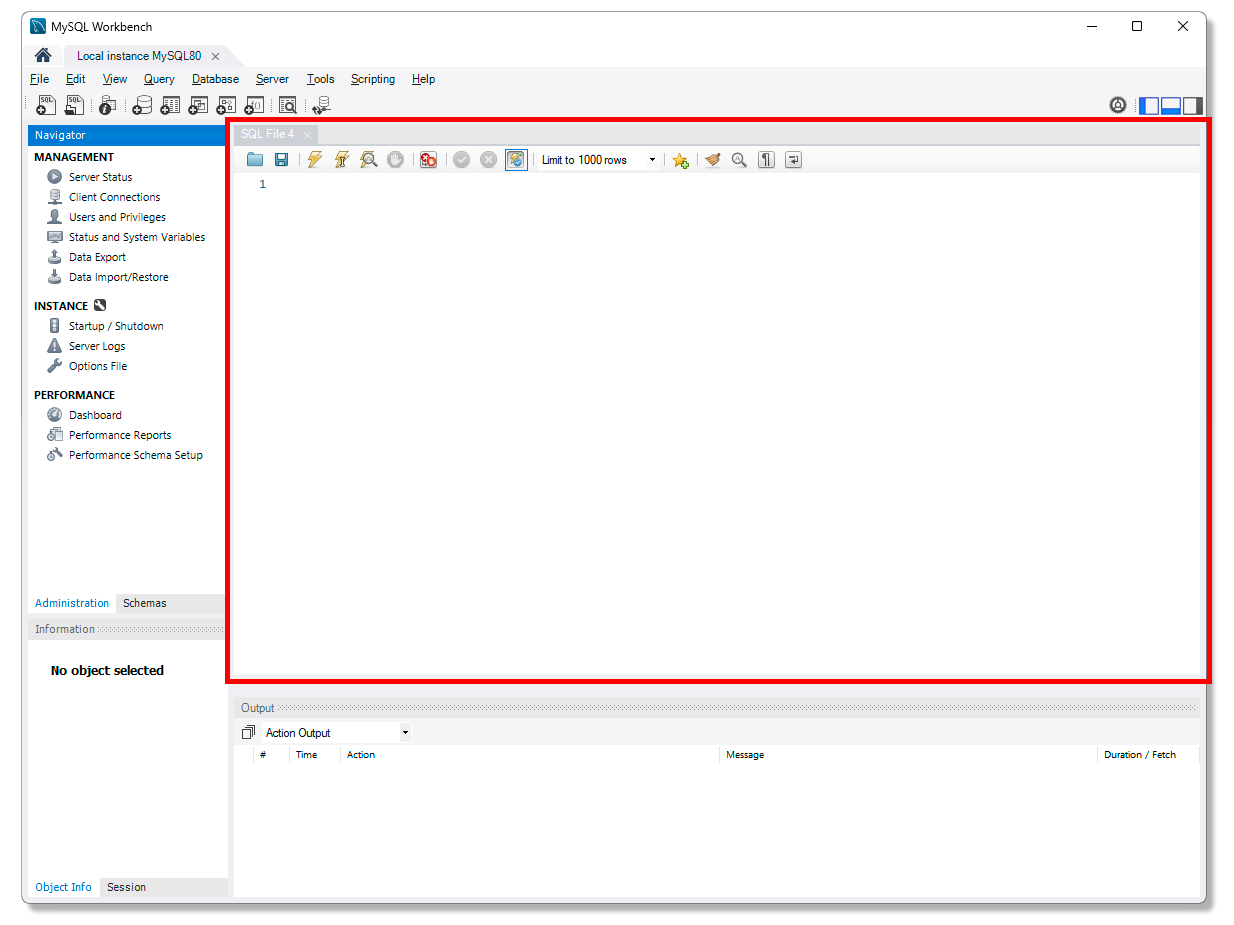 MySQL Workbench
Local instance MySQL80
File Edit View Query Database Server Tools Scripting Help
Navigator
MANAGEMENT
Server Status
Client Connections
Users and Privileges
Status and System Variables
Data Export
Data Import/Restore
INSTANCE
Startup / Shutdown
Server Logs
Options File
PERFORMANCE
Dashboard
Performance Reports
Performance Schema Setup
Administration Schemas
Information
No object selected
Object Info Session
SQL File 4
Limit to 1000 rows
1
Output
Action Output
# Time Action Message Duration / Fetch